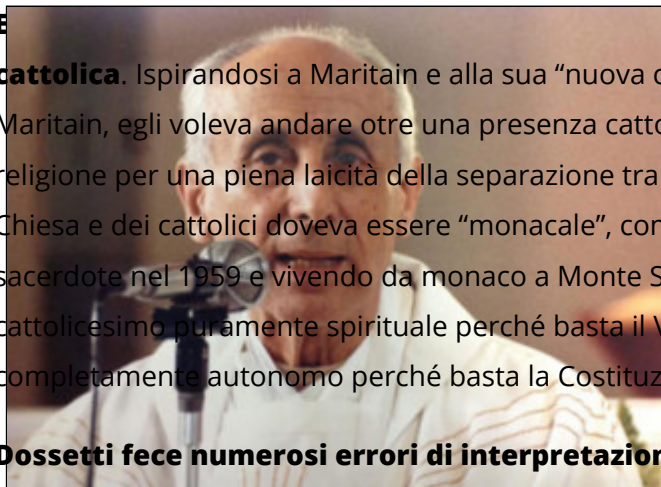 E
cattolica. Ispirandosi a Maritain e alla sua “nuova c
Maritain, egli voleva andare otre una presenza catto
religione per una piena laicità della separazione tra
Chiesa e dei cattolici doveva essere “monacale”, con
sacerdote nel 1959 e vivendo da monaco a Monte S
cattolicesimo puramente spirituale perché basta il V
completamente autonomo perché basta la Costituz
Dossetti fece numerosi errori di interpretazion